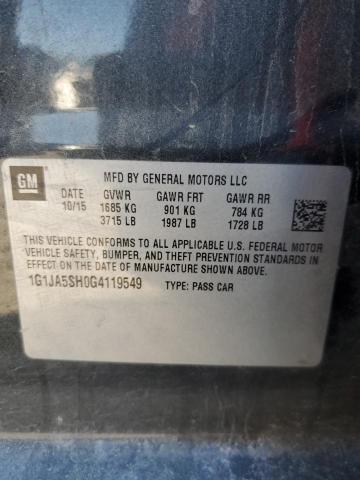 GM
MFD BY GENERAL MOTORS LLC
DATE GVWR GAWR FRT GAWR RR
10/15 1685 KG 901 KG 784 KG
3715 LB 1987 LB 1728 LB
THIS VEHICLE CONFORMS TO ALL APPLICABLE U.S. FEDERAL MOTOR
VEHICLE SAFETY, BUMPER, AND THEFT PREVENTION STANDARDS IN
EFFECT ON THE DATE OF MANUFACTURE SHOWN ABOVE.
1G1JA5SH0G4119549 TYPE: PASS CAR